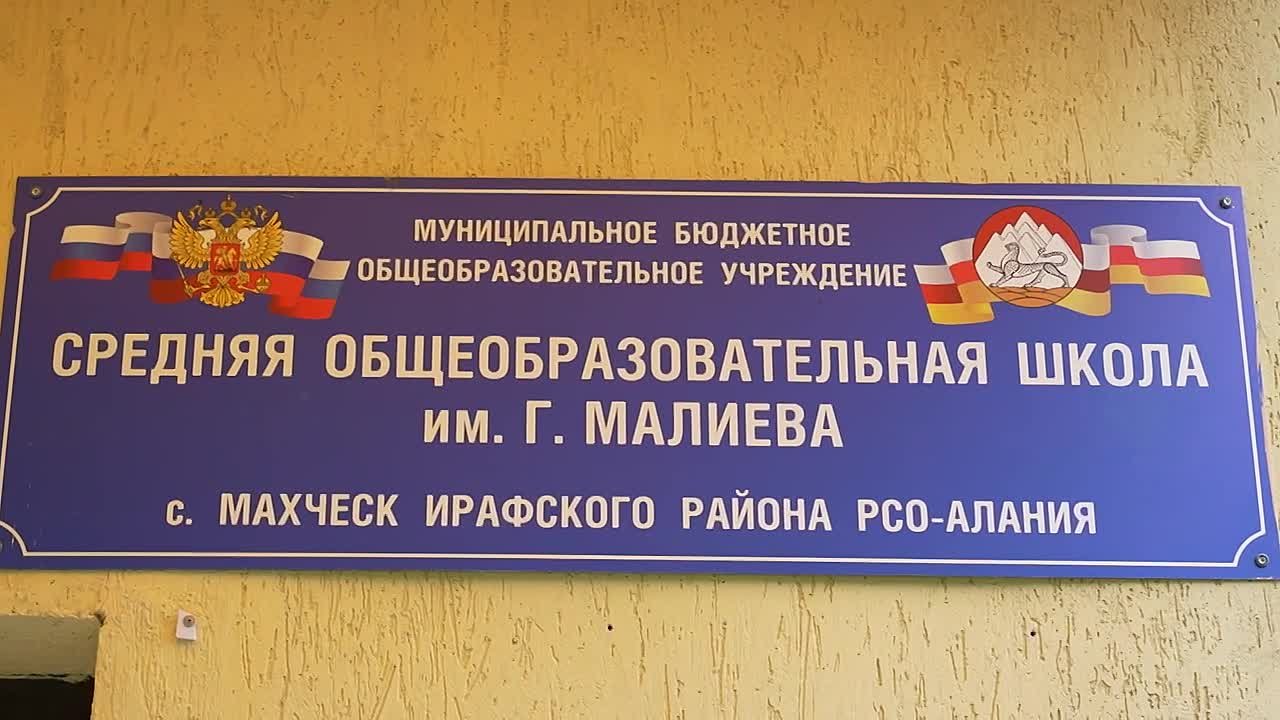 МУНИЦИПАЛЬНОЕ БЮДЖЕТНОЕ
ОБЩЕОБРАЗОВАТЕЛЬНОЕ УЧРЕЖДЕНИЕ
СРЕДНЯЯ ОБЩЕОБРАЗОВАТЕЛЬНАЯ ШКОЛА
им. Г. МАЛИЕВА
с. МАХЧЕСК ИРАФСКОГО РАЙОНА РСО-АЛАНИЯ